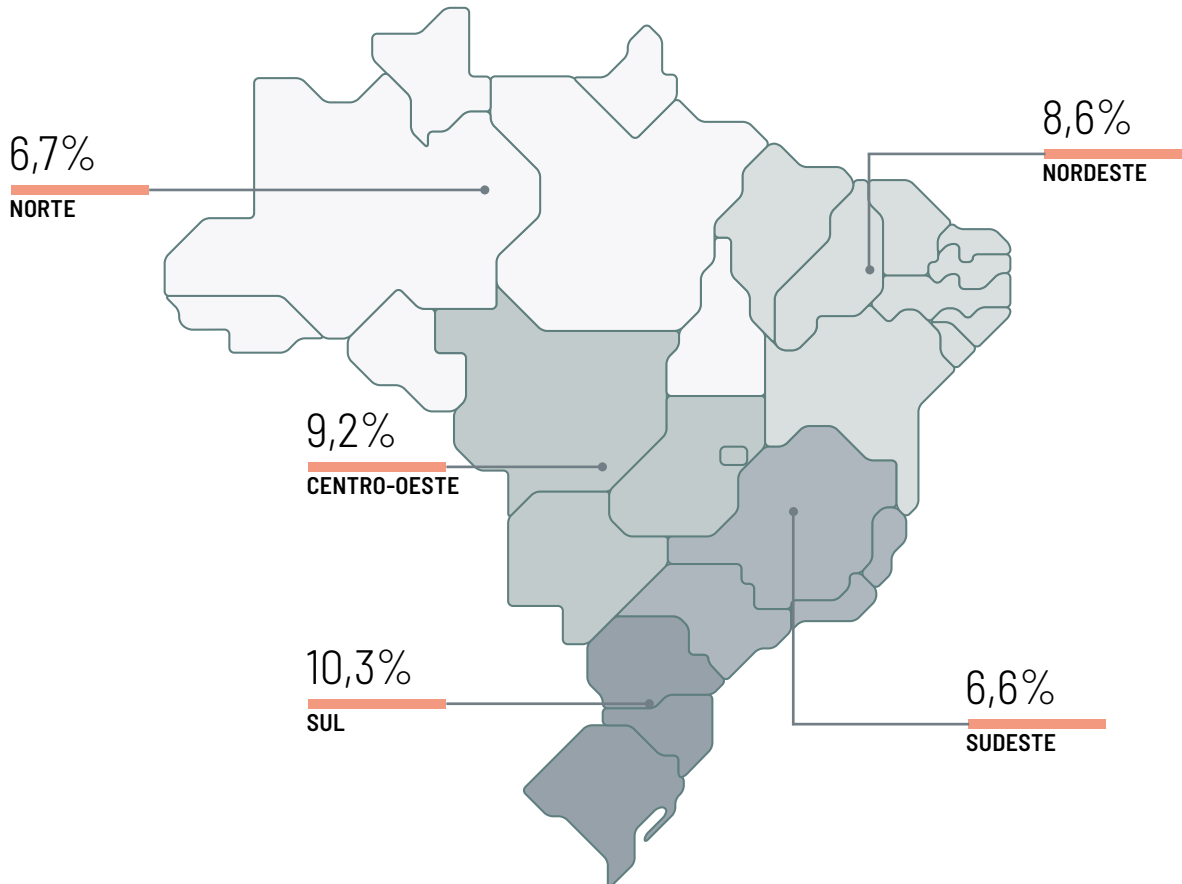 8,6%
NORDESTE
6,7%
NORTE
9,2%
CENTRO-OESTE
10,3%
SUL
6,6%
SUDESTE